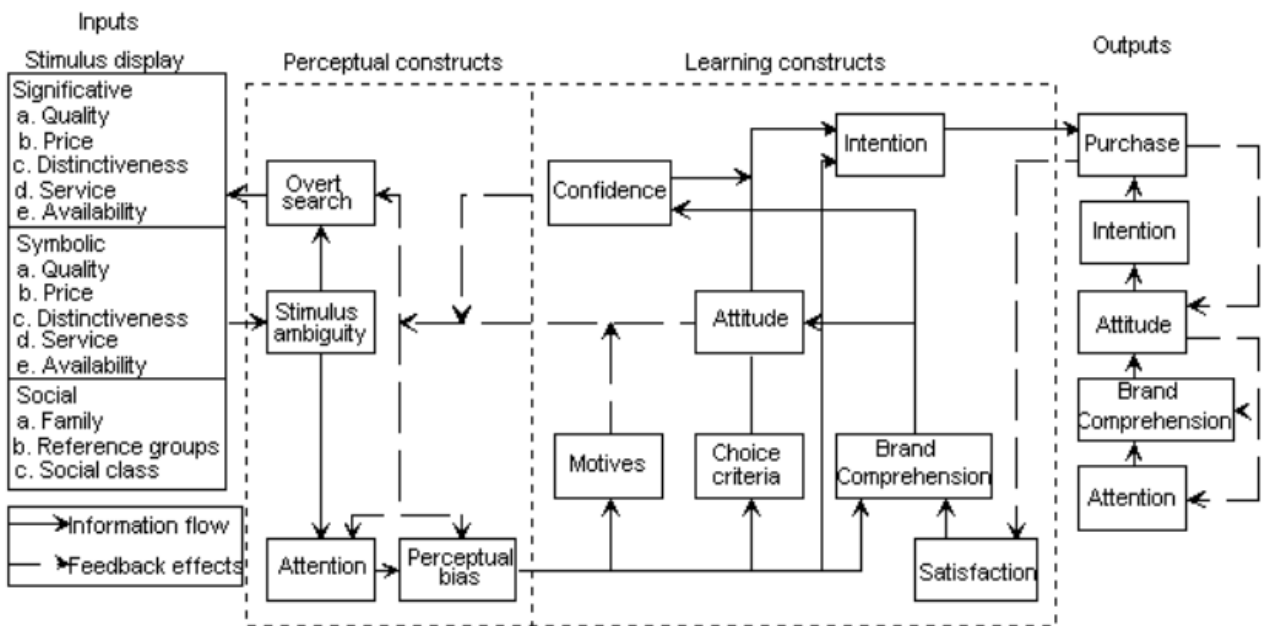 Inputs
Stimulus display
Significative
a. Quality
b. Price
c. Distinctiveness
d. Service
e. Availability
Symbolic
a. Quality
b. Price
c. Distinctiveness
d. Service
e. Availability
Social
a. Family
b. Reference groups
c. Social class
Information flow
Feedback effects
Perceptual constructs
Overt
search
Stimulus
ambiguity
Attention
Perceptual
bias
Learning constructs
Intention
Confidence
Attitude
Motives
Choice
criteria
Brand
Comprehension
Satisfaction
Outputs
Purchase
Intention
Attitude
Brand
Comprehension
Attention